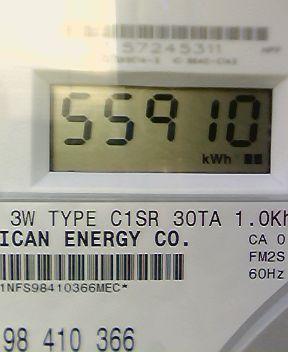 57245311
55910
kWh
3W TYPE C1SR 30TA 1.0Kh
ICAN ENERGY CO.
CA 0
FM2S
60Hz
1NFS98410366MEC*
98 410 366